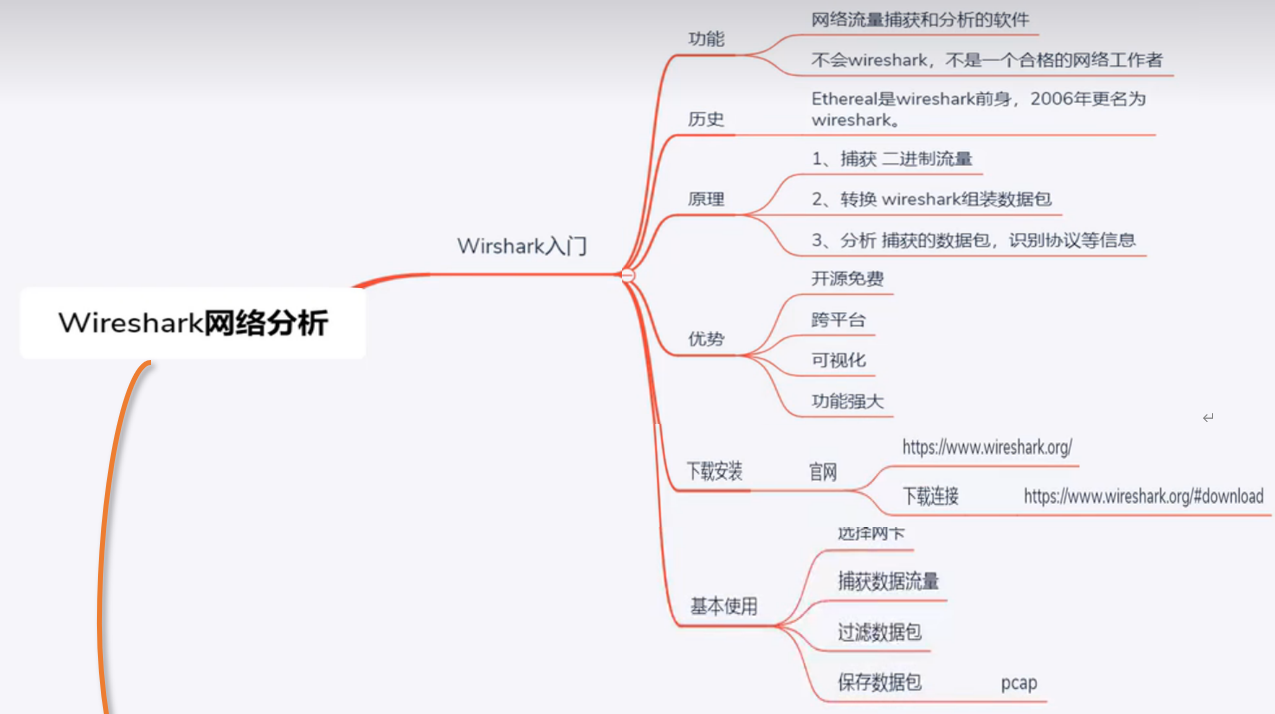 Wireshark网络分析
Wirshark入门
功能
网络流量捕获和分析的软件
不会wireshark，不是一个合格的网络工作者
历史
Ethereal是wireshark前身，2006年更名为
wireshark。
原理
1、捕获 二进制流量
2、转换 wireshark组装数据包
3、分析 捕获的数据包，识别协议等信息
优势
开源免费
跨平台
可视化
功能强大
下载安装
官网
https://www.wireshark.org/
下载连接 https://www.wireshark.org/#download
基本使用
选择网卡
捕获数据流量
过滤数据包
保存数据包 pcap